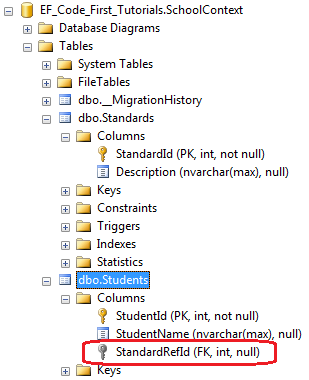 EF_Code_First_Tutorials.SchoolContext
Database Diagrams
Tables
System Tables
FileTables
dbo.__MigrationHistory
dbo.Standards
Columns
StandardId (PK, int, not null)
Description (nvarchar(max), null)
Keys
Constraints
Triggers
Indexes
Statistics
dbo.Students
Columns
StudentId (PK, int, not null)
StudentName (nvarchar(max), null)
StandardRefId (FK, int, null)
Keys